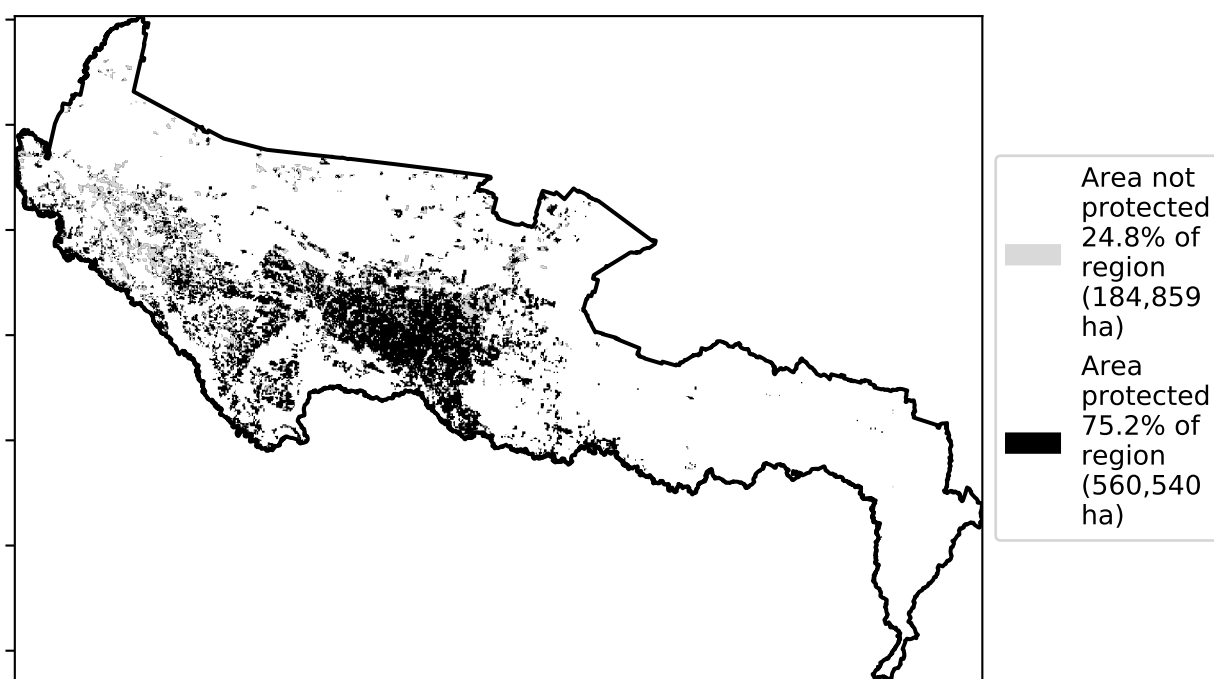 Area not
protected
24.8% of
region
(184,859
ha)
Area
protected
75.2% of
region
(560,540
ha)